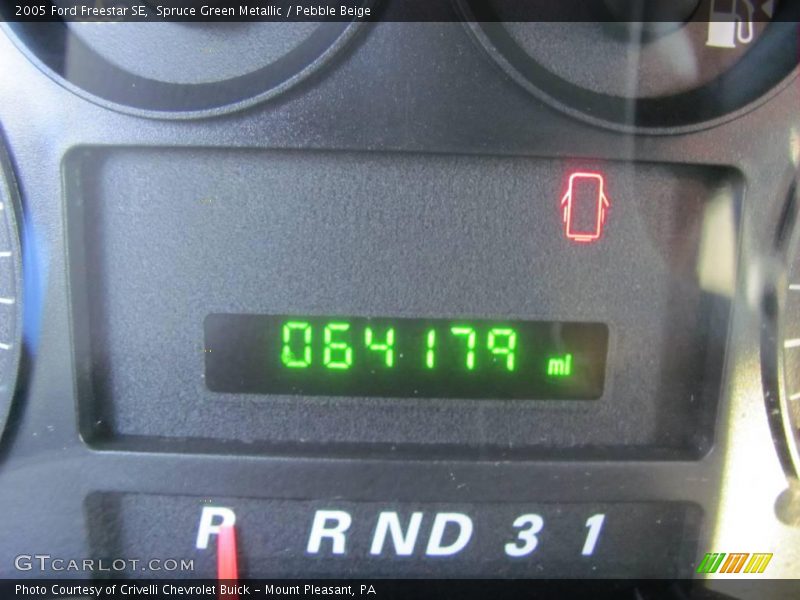 2005 Ford Freestar SE,  Spruce Green Metallic / Pebble Beige
064179 mi
P R N D 3 1
GTCARLOT.COM
Photo Courtesy of Crivelli Chevrolet Buick - Mount Pleasant, PA